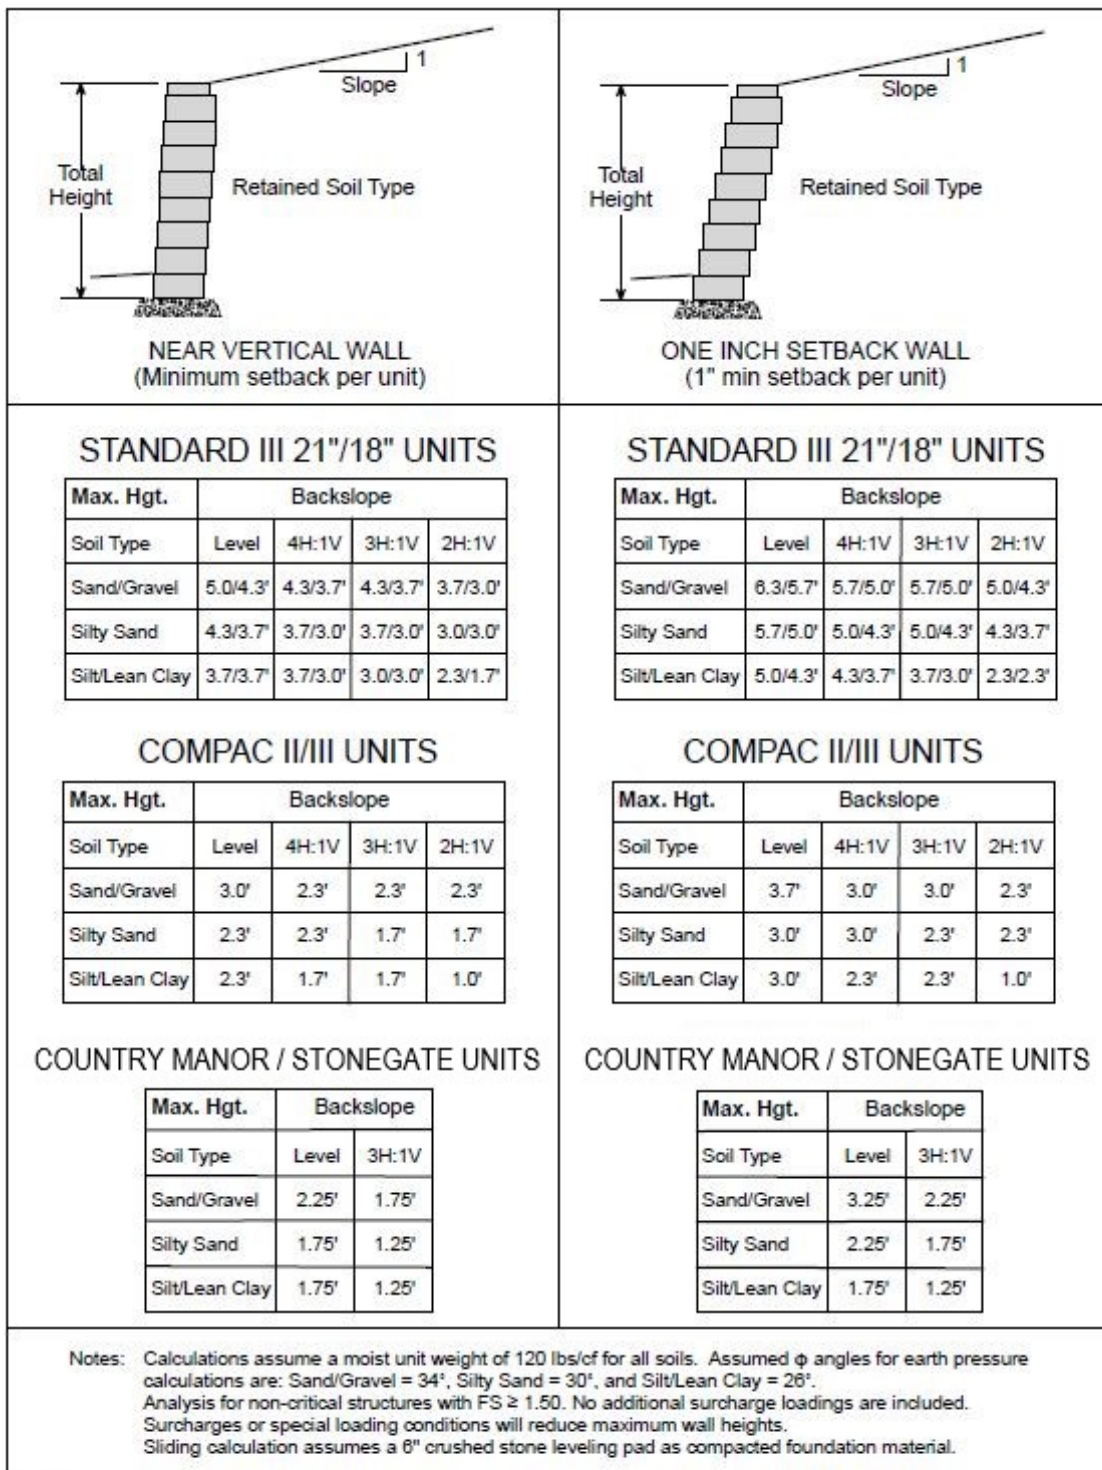 1
Slope
Total
Height
Retained Soil Type
NEAR VERTICAL WALL
(Minimum setback per unit)
1
Slope
Total
Height
Retained Soil Type
ONE INCH SETBACK WALL
(1" min setback per unit)
STANDARD III 21"/18" UNITS
Max. Hgt. Backslope
Soil Type Level 4H:1V 3H:1V 2H:1V
Sand/Gravel 5.0/4.3' 4.3/3.7' 4.3/3.7' 3.7/3.0'
Silty Sand 4.3/3.7' 3.7/3.0' 3.7/3.0' 3.0/3.0'
Silt/Lean Clay 3.7/3.7' 3.7/3.0' 3.0/3.0' 2.3/1.7'
COMPAC II/III UNITS
Max. Hgt. Backslope
Soil Type Level 4H:1V 3H:1V 2H:1V
Sand/Gravel 3.0' 2.3' 2.3' 2.3'
Silty Sand 2.3' 2.3' 1.7' 1.7'
Silt/Lean Clay 2.3' 1.7' 1.7' 1.0'
COUNTRY MANOR / STONEGATE UNITS
Max. Hgt. Backslope
Soil Type Level 3H:1V
Sand/Gravel 2.25' 1.75'
Silty Sand 1.75' 1.25'
Silt/Lean Clay 1.75' 1.25'
STANDARD III 21"/18" UNITS
Max. Hgt. Backslope
Soil Type Level 4H:1V 3H:1V 2H:1V
Sand/Gravel 6.3/5.7' 5.7/5.0' 5.7/5.0' 5.0/4.3'
Silty Sand 5.7/5.0' 5.0/4.3' 5.0/4.3' 4.3/3.7'
Silt/Lean Clay 5.0/4.3' 4.3/3.7' 3.7/3.0' 2.3/2.3'
COMPAC II/III UNITS
Max. Hgt. Backslope
Soil Type Level 4H:1V 3H:1V 2H:1V
Sand/Gravel 3.7' 3.0' 3.0' 2.3'
Silty Sand 3.0' 3.0' 2.3' 2.3'
Silt/Lean Clay 3.0' 2.3' 2.3' 1.0'
COUNTRY MANOR / STONEGATE UNITS
Max. Hgt. Backslope
Soil Type Level 3H:1V
Sand/Gravel 3.25' 2.25'
Silty Sand 2.25' 1.75'
Silt/Lean Clay 1.75' 1.25'
Notes: Calculations assume a moist unit weight of 120 lbs/cf for all soils. Assumed ϕ angles for earth pressure
calculations are: Sand/Gravel = 34°, Silty Sand = 30°, and Silt/Lean Clay = 26°.
Analysis for non-critical structures with FS ≥ 1.50. No additional surcharge loadings are included.
Surcharges or special loading conditions will reduce maximum wall heights.
Sliding calculation assumes a 6" crushed stone leveling pad as compacted foundation material.